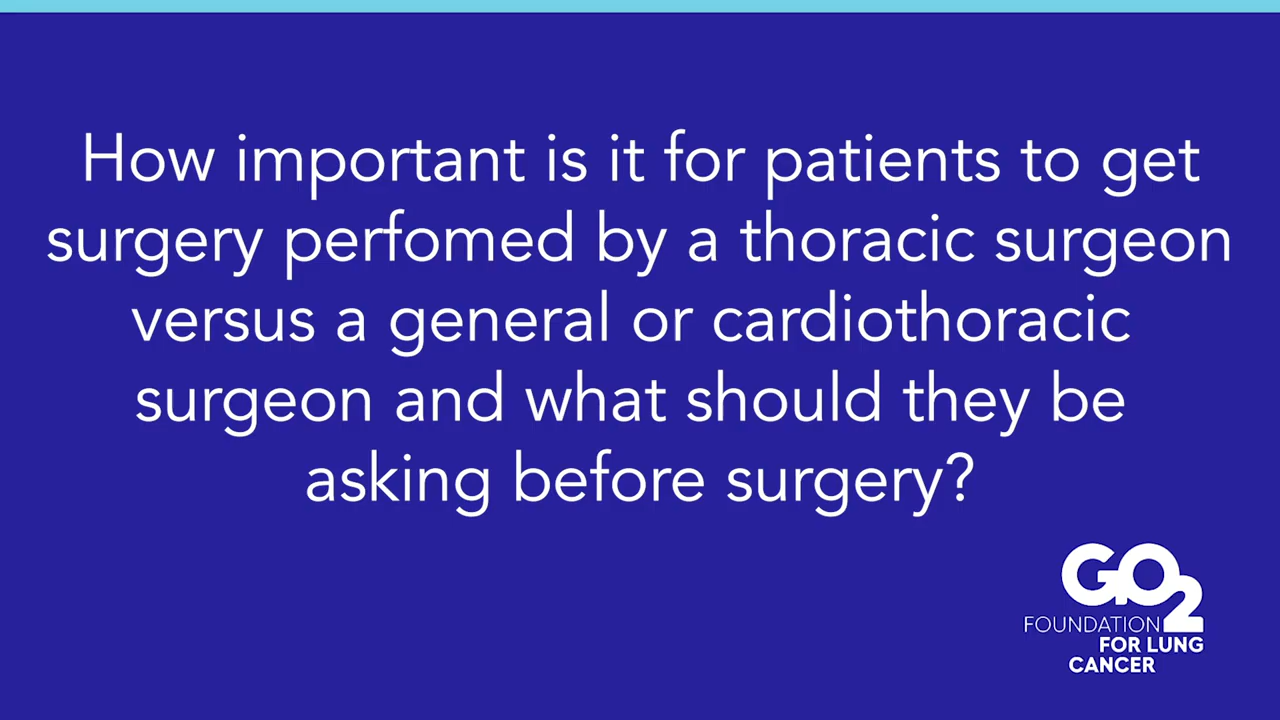 How important is it for patients to get
surgery perfomed by a thoracic surgeon
versus a general or cardiothoracic
surgeon and what should they be
asking before surgery?
GO2
FOUNDATION
FOR LUNG
CANCER